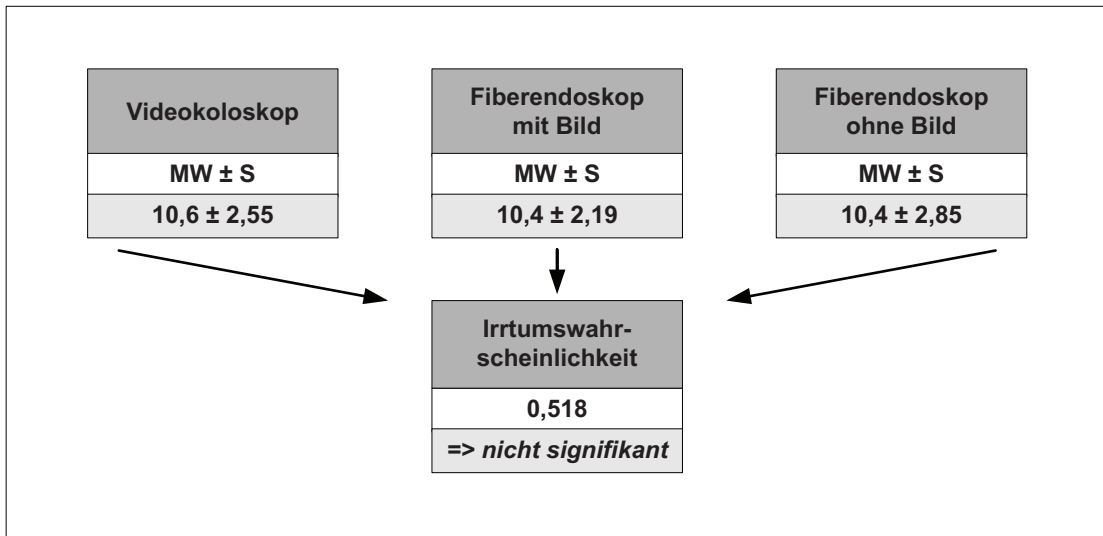 Videokoloskop
MW ± S
10,6 ± 2,55
Fiberendoskop
mit Bild
MW ± S
10,4 ± 2,19
Fiberendoskop
ohne Bild
MW ± S
10,4 ± 2,85
Irrtumswahr-
scheinlichkeit
0,518
=> nicht signifikant